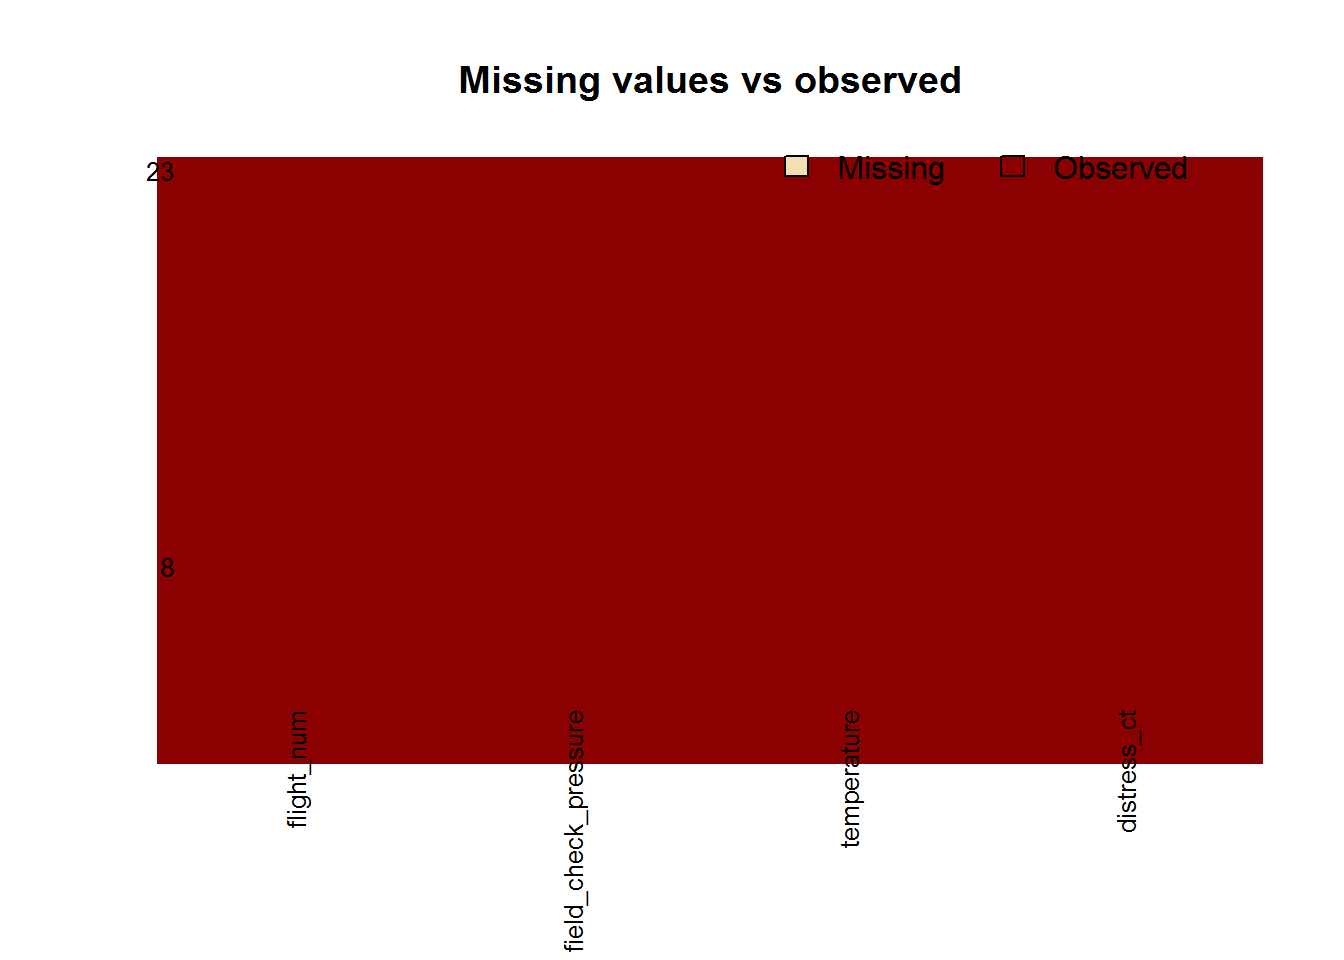 Missing values vs observed
23
Missing
Observed
8
flight_num
field_check_pressure
temperature
distress_ct